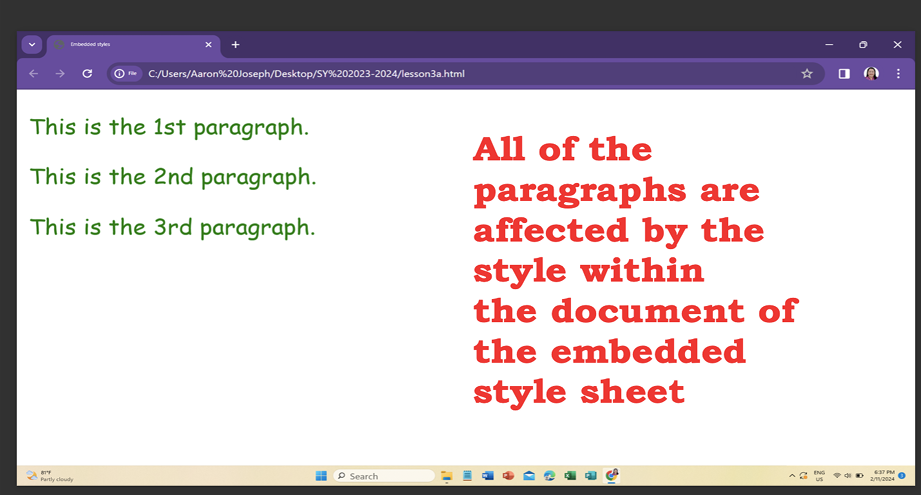 Embedded styles
File
C:/Users/Aaron%20Joseph/Desktop/SY%202023-2024/lesson3a.html
This is the 1st paragraph.
This is the 2nd paragraph.
This is the 3rd paragraph.
All of the
paragraphs are
affected by the
style within
the document of
the embedded
style sheet
81°F
Partly cloudy
Search
ENG
US
6:37 PM
2/11/2024